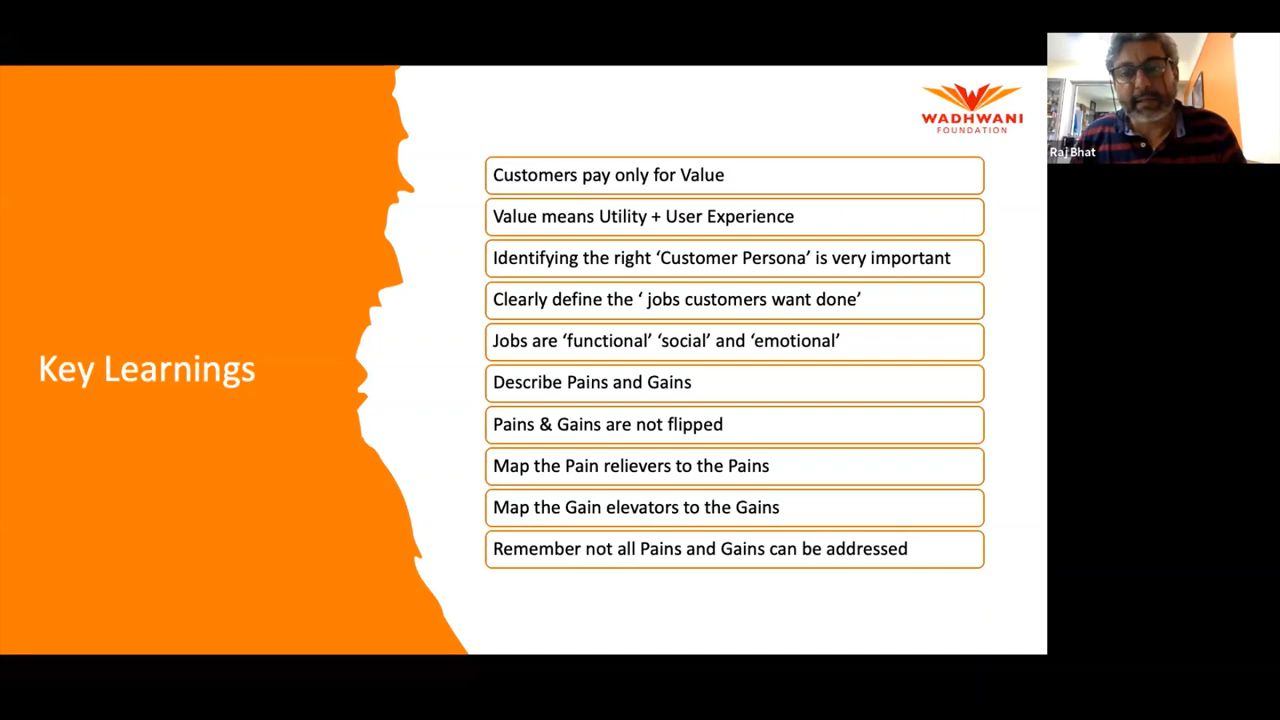 WADHWANI
FOUNDATION
Raj Bhat
Key Learnings
Customers pay only for Value
Value means Utility + User Experience
Identifying the right ‘Customer Persona’ is very important
Clearly define the ‘ jobs customers want done’
Jobs are ‘functional’ ‘social’ and ‘emotional’
Describe Pains and Gains
Pains & Gains are not flipped
Map the Pain relievers to the Pains
Map the Gain elevators to the Gains
Remember not all Pains and Gains can be addressed